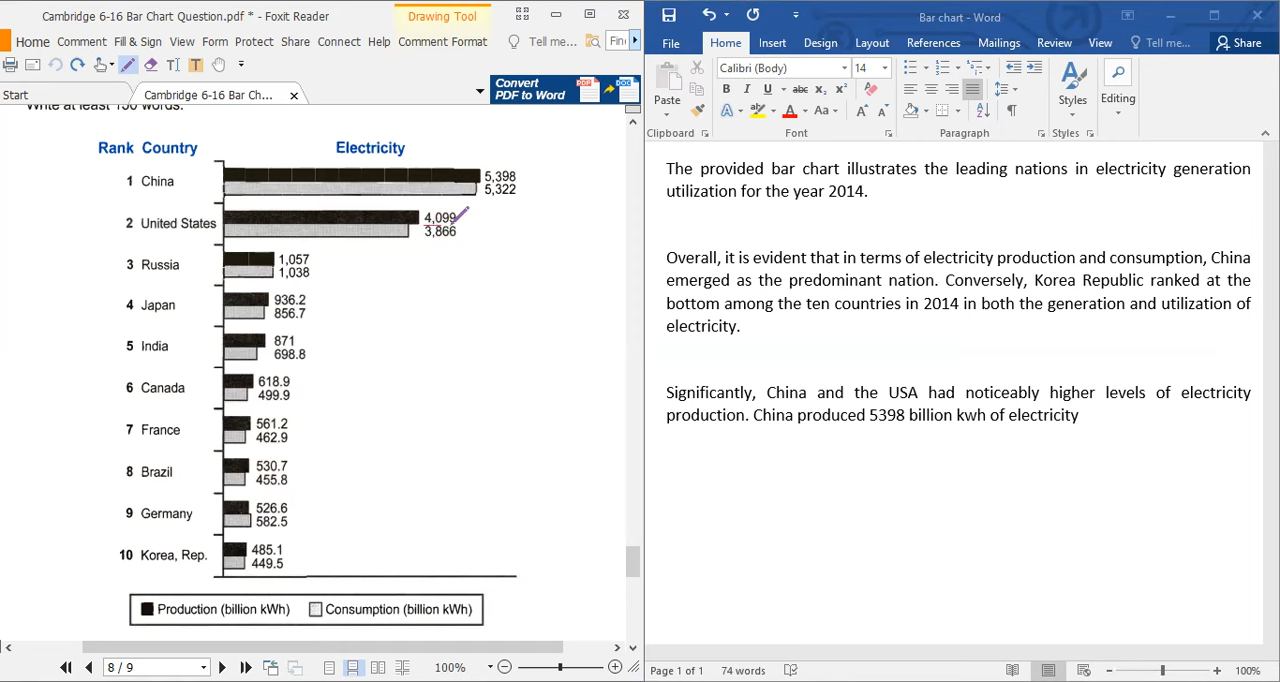 Cambridge 6-16 Bar Chart Question.pdf * - Foxit Reader
Drawing Tool
Home Comment Fill & Sign View Form Protect Share Connect Help Comment Format Tell me... Fin
Convert PDF to Word
Start Cambridge 6-16 Bar Ch...
Write at least 150 words.
Rank Country Electricity
1 China 5,398
5,322
2 United States 4,099
3,866
3 Russia 1,057
1,038
4 Japan 936.2
856.7
5 India 871
698.8
6 Canada 618.9
499.9
7 France 561.2
462.9
8 Brazil 530.7
455.8
9 Germany 526.6
582.5
10 Korea, Rep. 485.1
449.5
Production (billion kWh) Consumption (billion kWh)
8 / 9 100%
Bar chart - Word
File Home Insert Design Layout References Mailings Review View Tell me... Share
Paste Calibri (Body) 14 Styles Editing
B I U abc x₂ x² Aa
Clipboard Font Paragraph Styles
The provided bar chart illustrates the leading nations in electricity generation
utilization for the year 2014.
Overall, it is evident that in terms of electricity production and consumption, China
emerged as the predominant nation. Conversely, Korea Republic ranked at the
bottom among the ten countries in 2014 in both the generation and utilization of
electricity.
Significantly, China and the USA had noticeably higher levels of electricity
production. China produced 5398 billion kwh of electricity
Page 1 of 1 74 words 100%